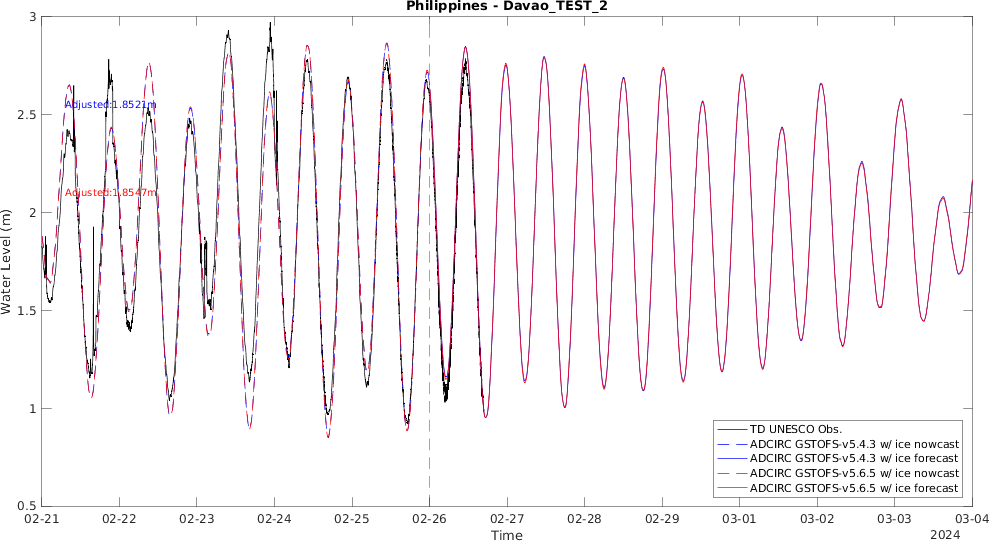 Philippines - Davao_TEST_2
3
2.5
2
1.5
1
0.5
Water Level (m)
Adjusted:1.8521m
Adjusted:1.8547m
TD UNESCO Obs.
ADCIRC GSTOFS-v5.4.3 w/ ice nowcast
ADCIRC GSTOFS-v5.4.3 w/ ice forecast
ADCIRC GSTOFS-v5.6.5 w/ ice nowcast
ADCIRC GSTOFS-v5.6.5 w/ ice forecast
02-21 02-22 02-23 02-24 02-25 02-26 02-27 02-28 02-29 03-01 03-02 03-03 03-04
Time
2024